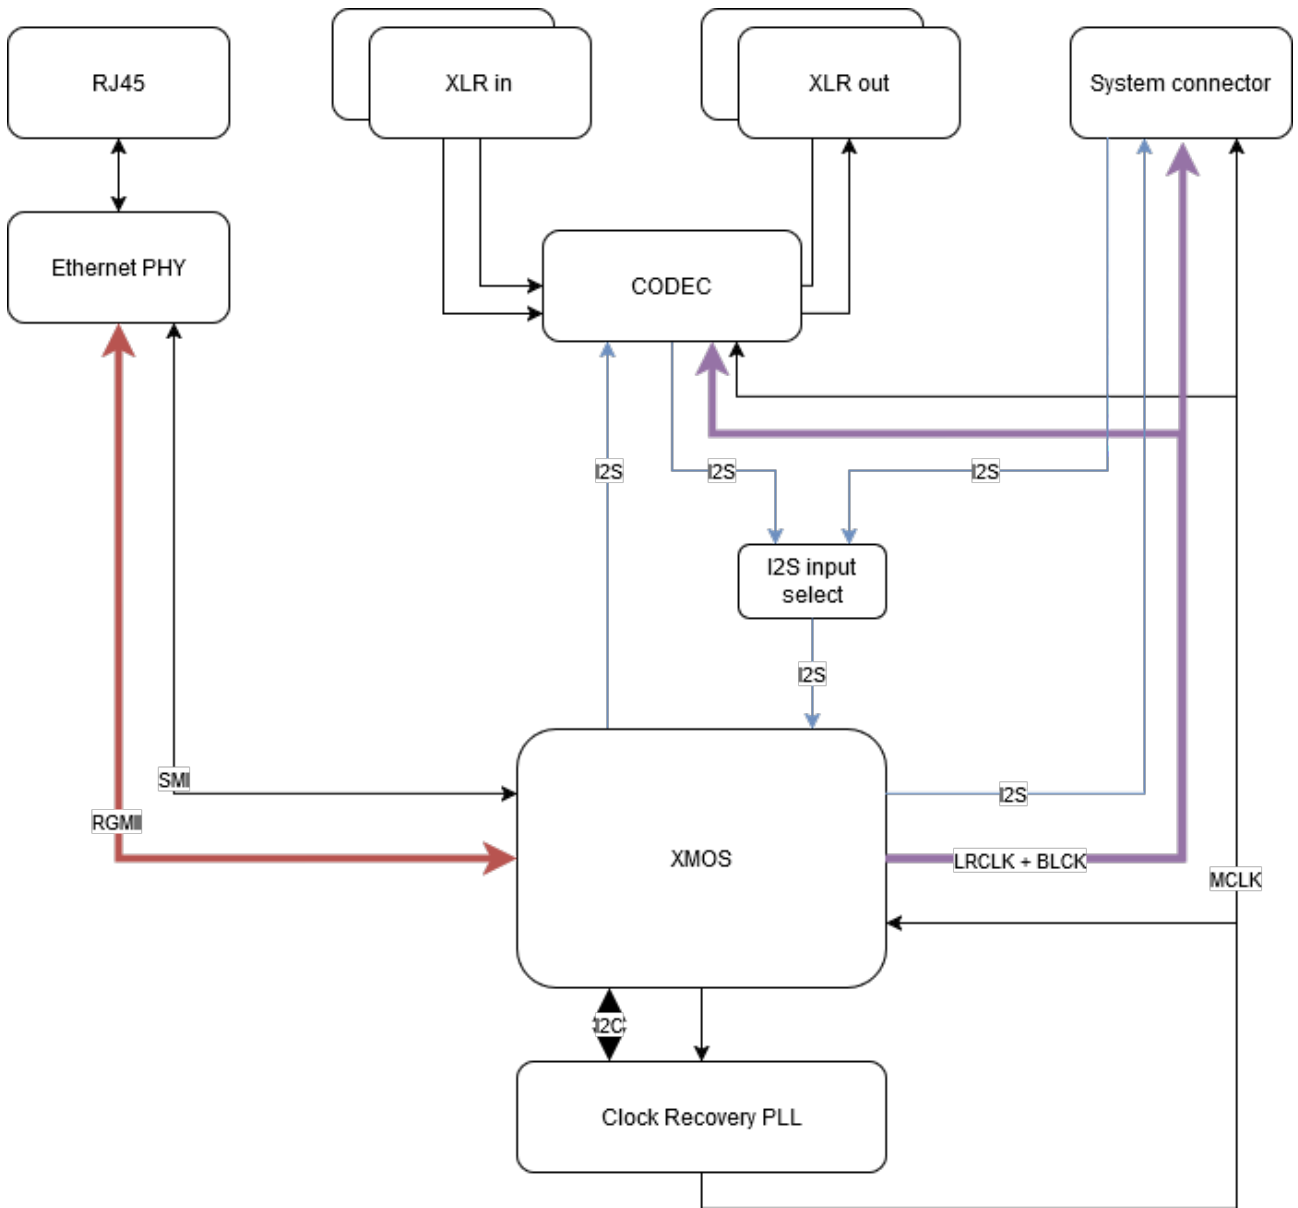 RJ45
XLR in
XLR out
System connector
Ethernet PHY
CODEC
I2S
I2S
I2S
I2S input
select
I2S
SMI
I2S
RGMII
XMOS
LRCLK + BLCK
MCLK
I2C
Clock Recovery PLL